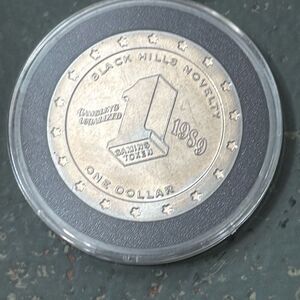 BLACK HILLS NOVELTY
GAMBLING
LEGALIZED
1
1989
GAMING
TOKEN
ONE DOLLAR